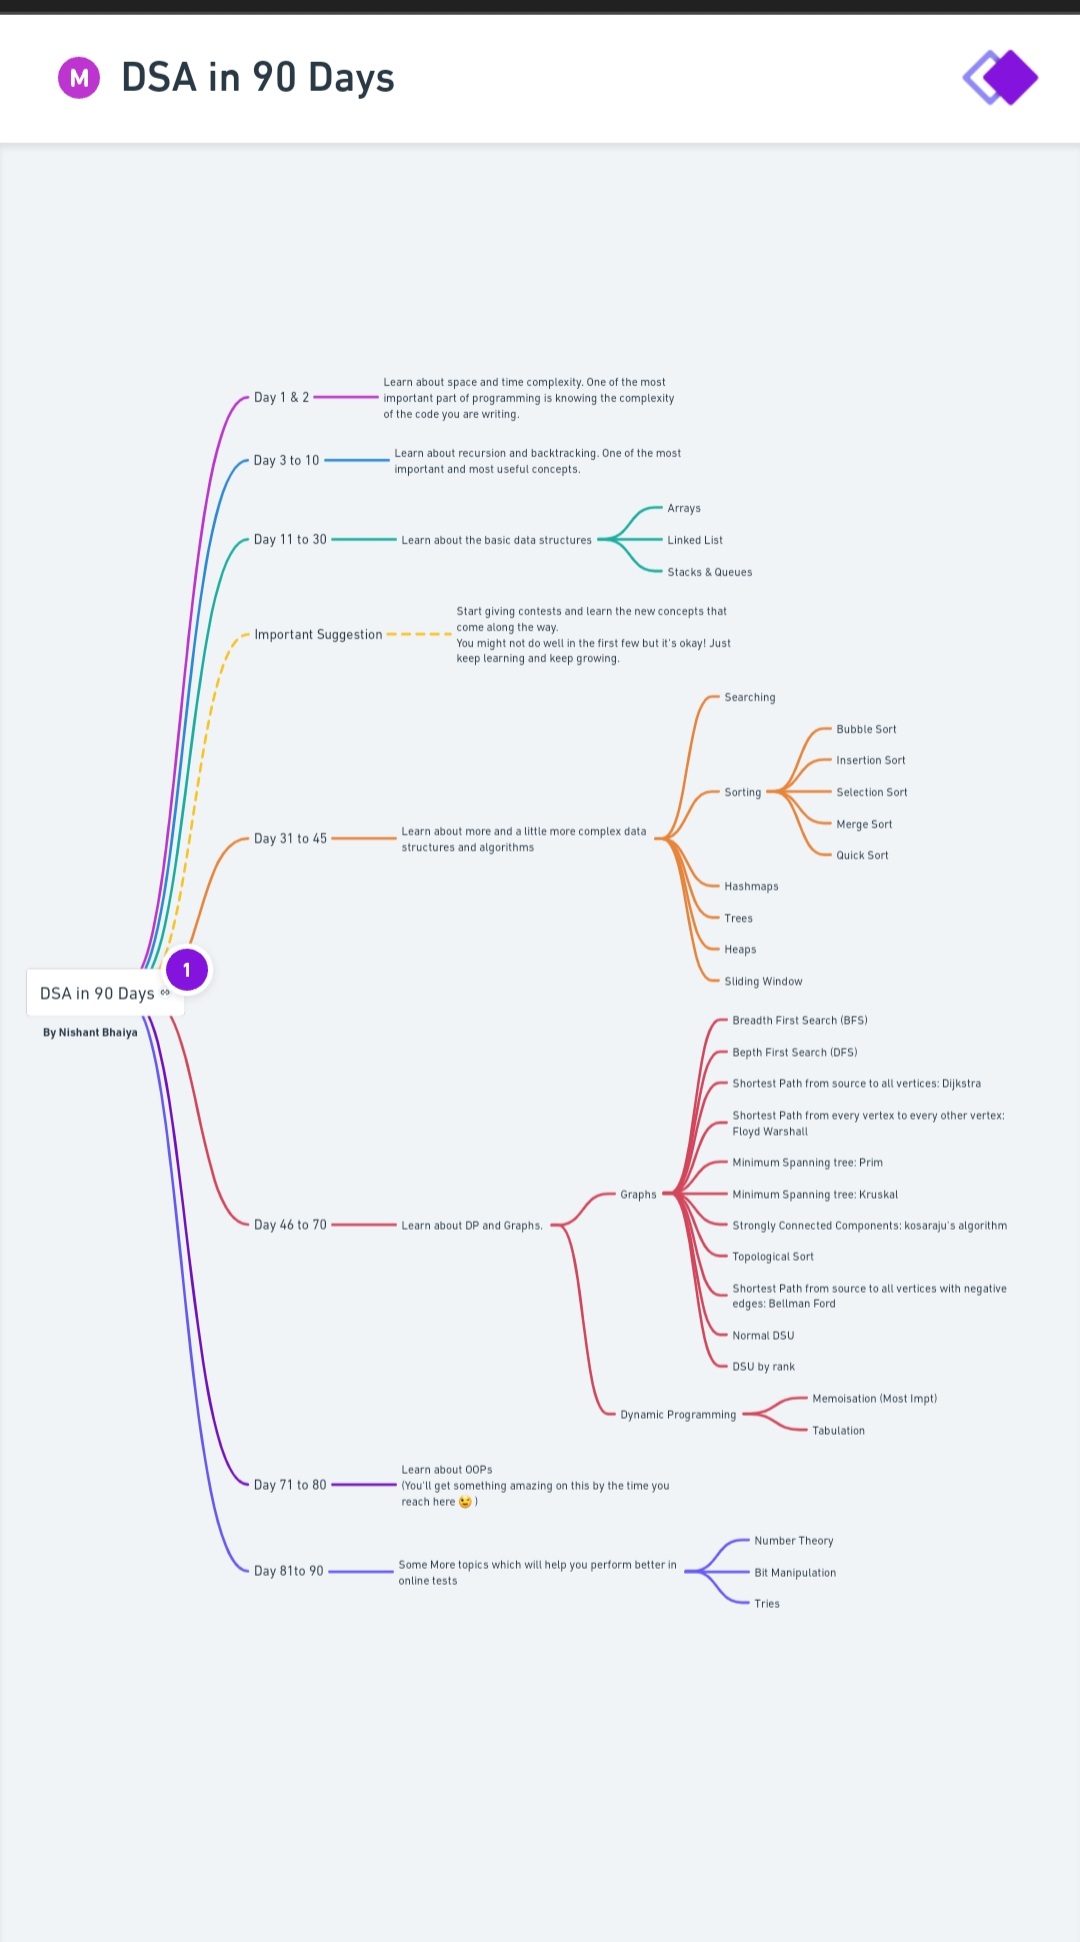 M
DSA in 90 Days
Day 1 & 2
Learn about space and time complexity. One of the most
important part of programming is knowing the complexity
of the code you are writing.
Day 3 to 10
Learn about recursion and backtracking. One of the most
important and most useful concepts.
Day 11 to 30
Learn about the basic data structures
Arrays
Linked List
Stacks & Queues
Important Suggestion
Start giving contests and learn the new concepts that
come along the way.
You might not do well in the first few but it's okay! Just
keep learning and keep growing.
Day 31 to 45
Learn about more and a little more complex data
structures and algorithms
Searching
Sorting
Bubble Sort
Insertion Sort
Selection Sort
Merge Sort
Quick Sort
Hashmaps
Trees
Heaps
Sliding Window
1
DSA in 90 Days
By Nishant Bhaiya
Day 46 to 70
Learn about DP and Graphs.
Graphs
Breadth First Search (BFS)
Bepth First Search (DFS)
Shortest Path from source to all vertices: Dijkstra
Shortest Path from every vertex to every other vertex:
Floyd Warshall
Minimum Spanning tree: Prim
Minimum Spanning tree: Kruskal
Strongly Connected Components: kosaraju's algorithm
Topological Sort
Shortest Path from source to all vertices with negative
edges: Bellman Ford
Normal DSU
DSU by rank
Dynamic Programming
Memoisation (Most Impt)
Tabulation
Day 71 to 80
Learn about OOPs
(You'll get something amazing on this by the time you
reach here 😉 )
Day 81to 90
Some More topics which will help you perform better in
online tests
Number Theory
Bit Manipulation
Tries